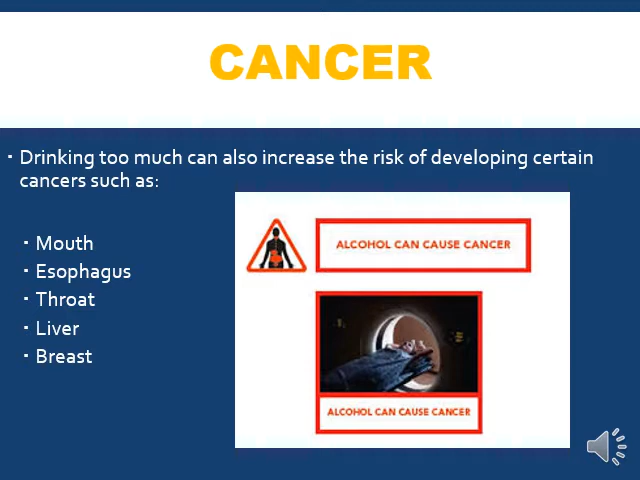 CANCER
· Drinking too much can also increase the risk of developing certain
cancers such as:
· Mouth
· Esophagus
· Throat
· Liver
· Breast
ALCOHOL CAN CAUSE CANCER
ALCOHOL CAN CAUSE CANCER